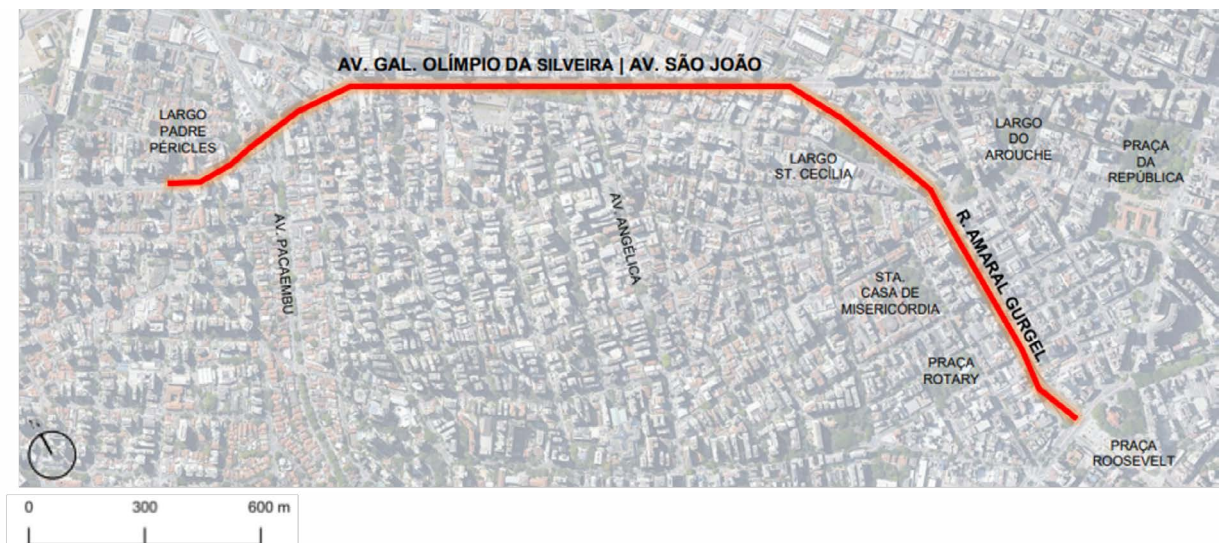 AV. GAL. OLÍMPIO DA SILVEIRA | AV. SÃO JOÃO
LARGO
PADRE
PÉRICLES
LARGO
DO
AROUCHE
PRAÇA
DA
REPÚBLICA
LARGO
ST. CECÍLIA
AV. PACAEMBU
AV. ANGÉLICA
R. AMARAL GURGEL
STA.
CASA DE
MISERICÓRDIA
PRAÇA
ROTARY
PRAÇA
ROOSEVELT
N
0 300 600 m